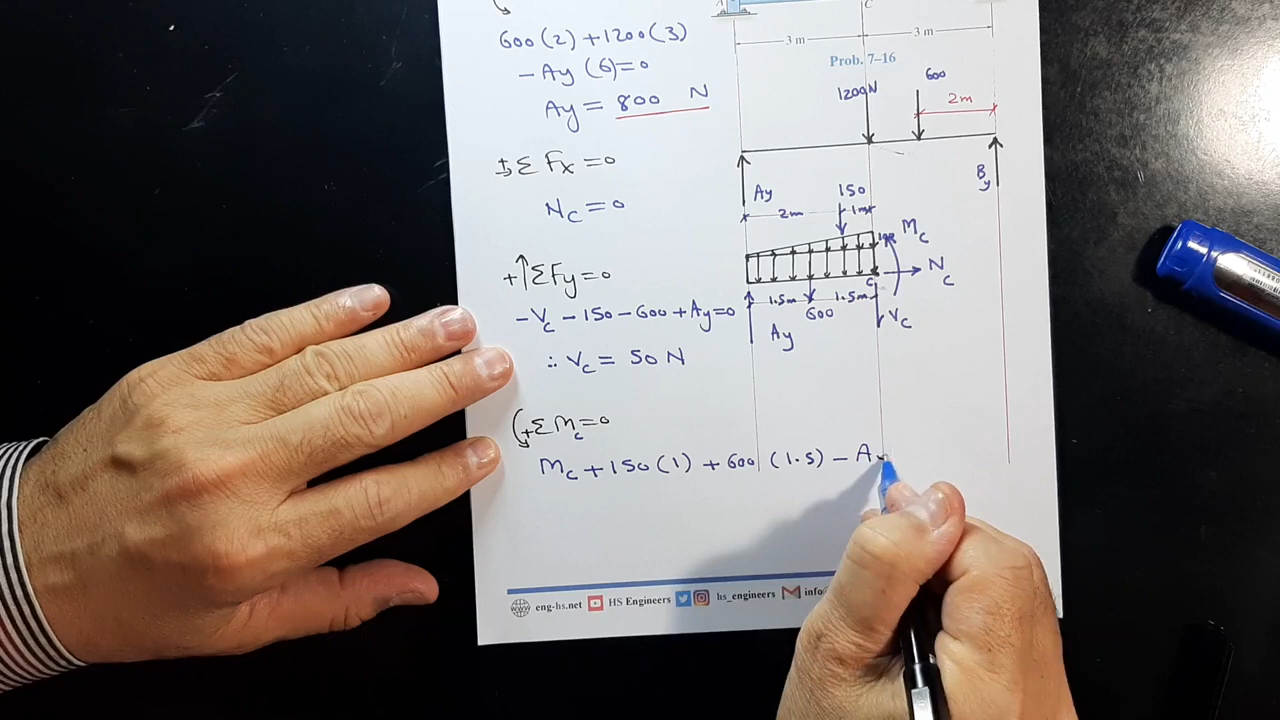 600(2)+1200(3)
-Ay(6)=0
Ay= 800 N
+ΣFx=0
Nc=0
+↑ΣFy=0
-Vc-150-600+Ay=0
∴ Vc= 50 N
+ΣMc=0
Mc+150(1)+600(1.5)-A
A
C
3 m
3 m
Prob. 7–16
1200N
600
2m
Ay
By
150
2m
1m
Mc
Nc
C
1.5m
1.5m
600
Vc
Ay
www
eng-hs.net
HS Engineers
hs_engineers
info